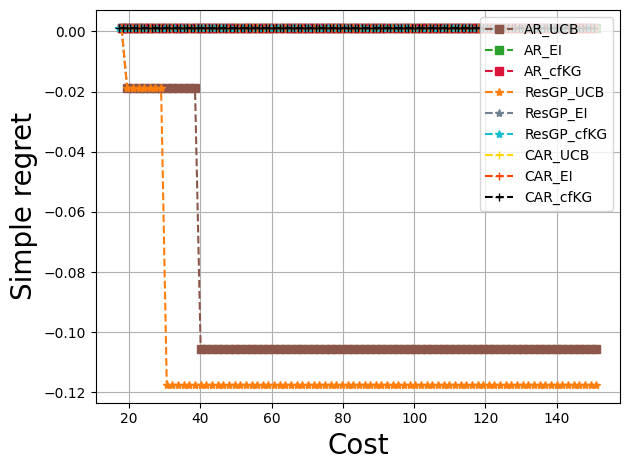 0.00
−0.02
−0.04
−0.06
−0.08
−0.10
−0.12
Simple regret
AR_UCB
AR_EI
AR_cfKG
ResGP_UCB
ResGP_EI
ResGP_cfKG
CAR_UCB
CAR_EI
CAR_cfKG
20 40 60 80 100 120 140
Cost